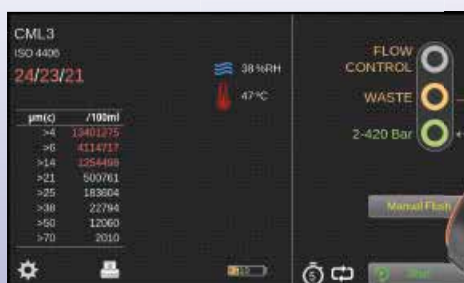 CML3
ISO 4406
24/23/21
38 %RH
47 °C
µm(c) /100ml
>4 13401275
>6 4114717
>14 1254498
>21 500761
>25 183604
>38 22794
>50 12060
>70 2010
FLOW
CONTROL
WASTE
2-420 Bar
Manual Flush
Start